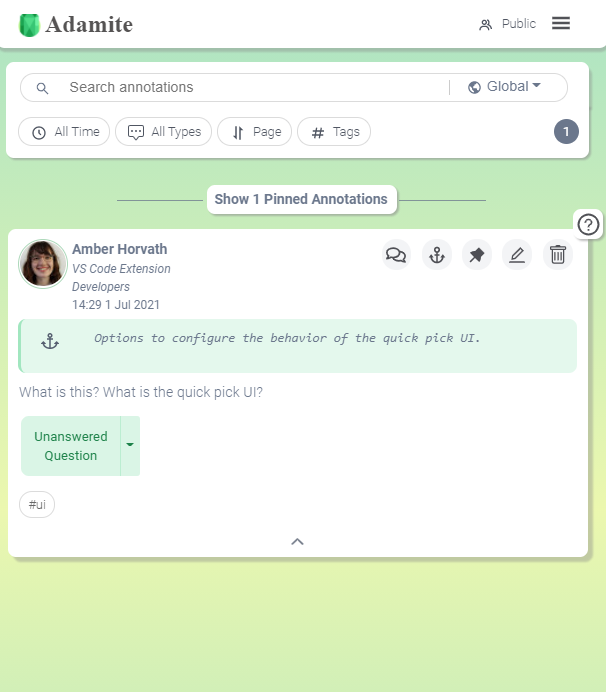 Adamite
Public
Search annotations
Global
All Time
All Types
Page
# Tags
1
Show 1 Pinned Annotations
?
Amber Horvath
VS Code Extension
Developers
14:29 1 Jul 2021
Options to configure the behavior of the quick pick UI.
What is this? What is the quick pick UI?
Unanswered
Question
#ui